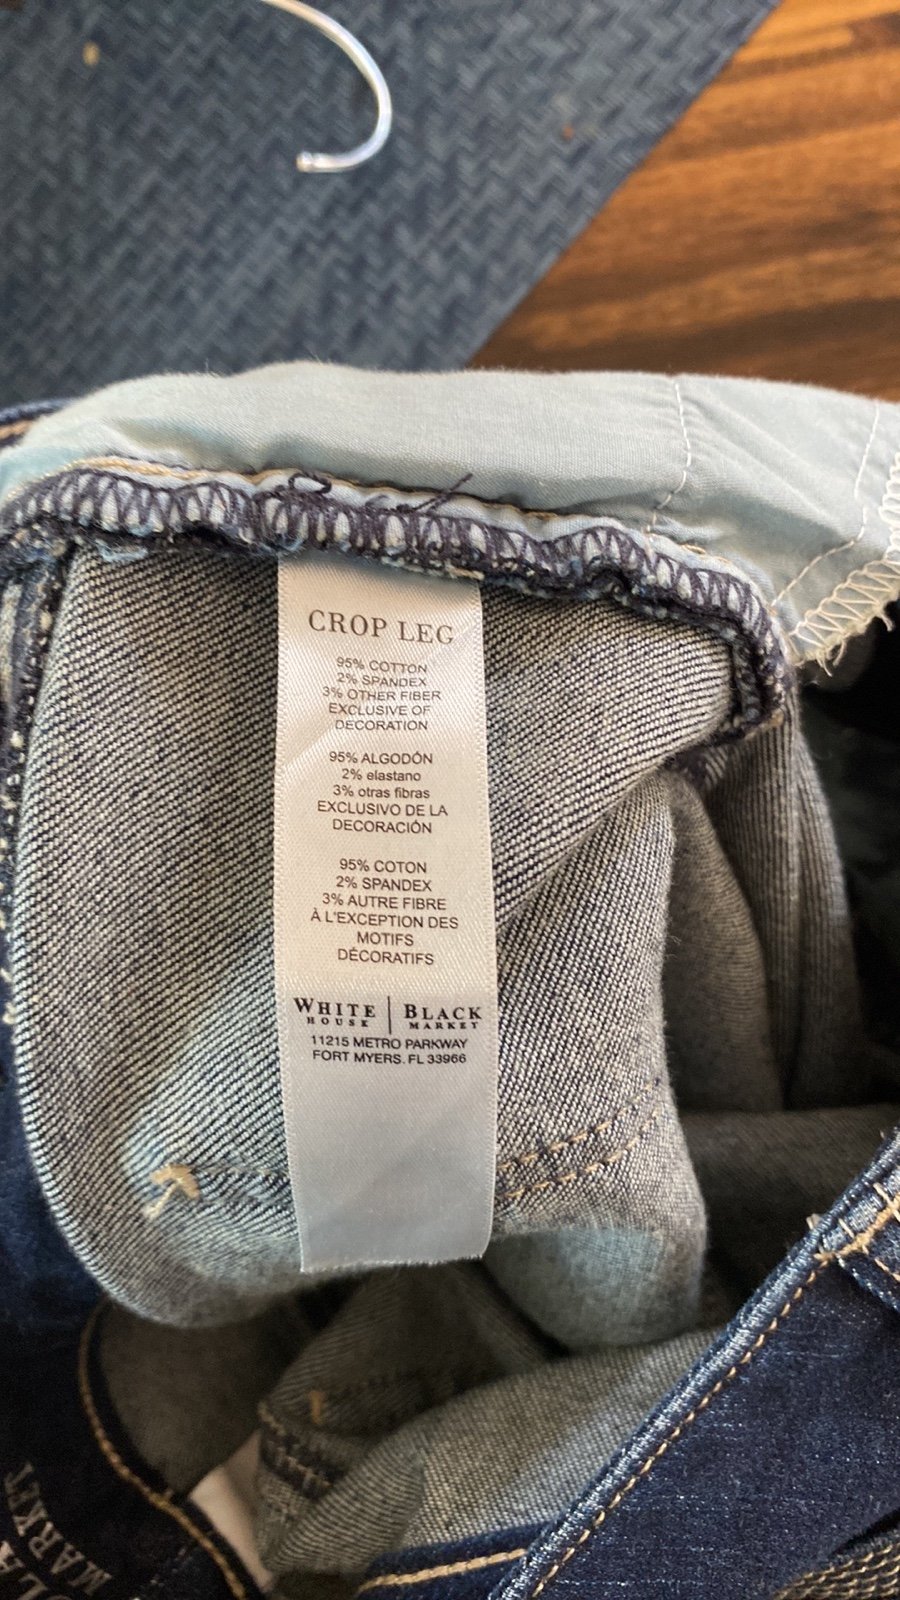 CROP LEG
95% COTTON
2% SPANDEX
3% OTHER FIBER
EXCLUSIVE OF
DECORATION
95% ALGODÓN
2% elastano
3% otras fibras
EXCLUSIVO DE LA
DECORACIÓN
95% COTON
2% SPANDEX
3% AUTRE FIBRE
À L'EXCEPTION DES
MOTIFS
DÉCORATIFS
WHITE | BLACK
HOUSE MARKET
11215 METRO PARKWAY
FORT MYERS. FL 33966
MARKET